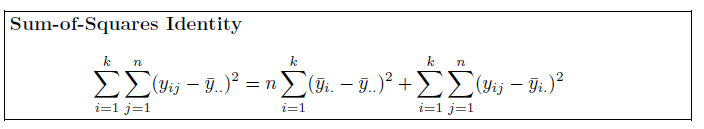 Sum-of-Squares Identity
$$\sum_{i=1}^{k}\sum_{j=1}^{n}(y_{ij}-\bar{y}_{..})^2 = n\sum_{i=1}^{k}(\bar{y}_{i.}-\bar{y}_{..})^2+\sum_{i=1}^{k}\sum_{j=1}^{n}(y_{ij}-\bar{y}_{i.})^2$$